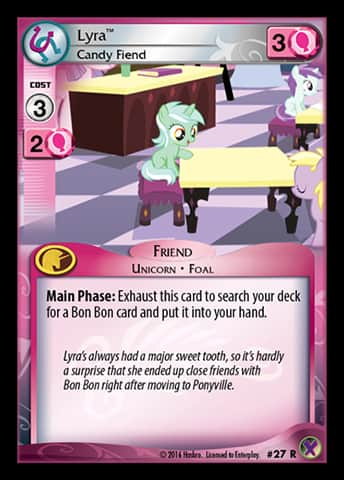 Lyra™
Candy Fiend
3
COST
3
2
FRIEND
UNICORN • FOAL
Main Phase: Exhaust this card to search your deck
for a Bon Bon card and put it into your hand.
Lyra's always had a major sweet tooth, so it's hardly
a surprise that she ended up close friends with
Bon Bon right after moving to Ponyville.
© 2016 Hasbro. Licensed to Enterplay. #27 R